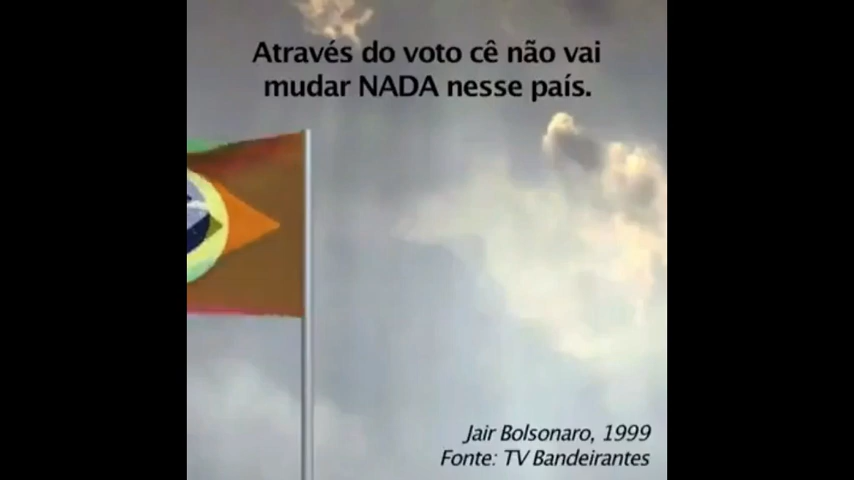 Através do voto cê não vai
mudar NADA nesse país.
Jair Bolsonaro, 1999
Fonte: TV Bandeirantes